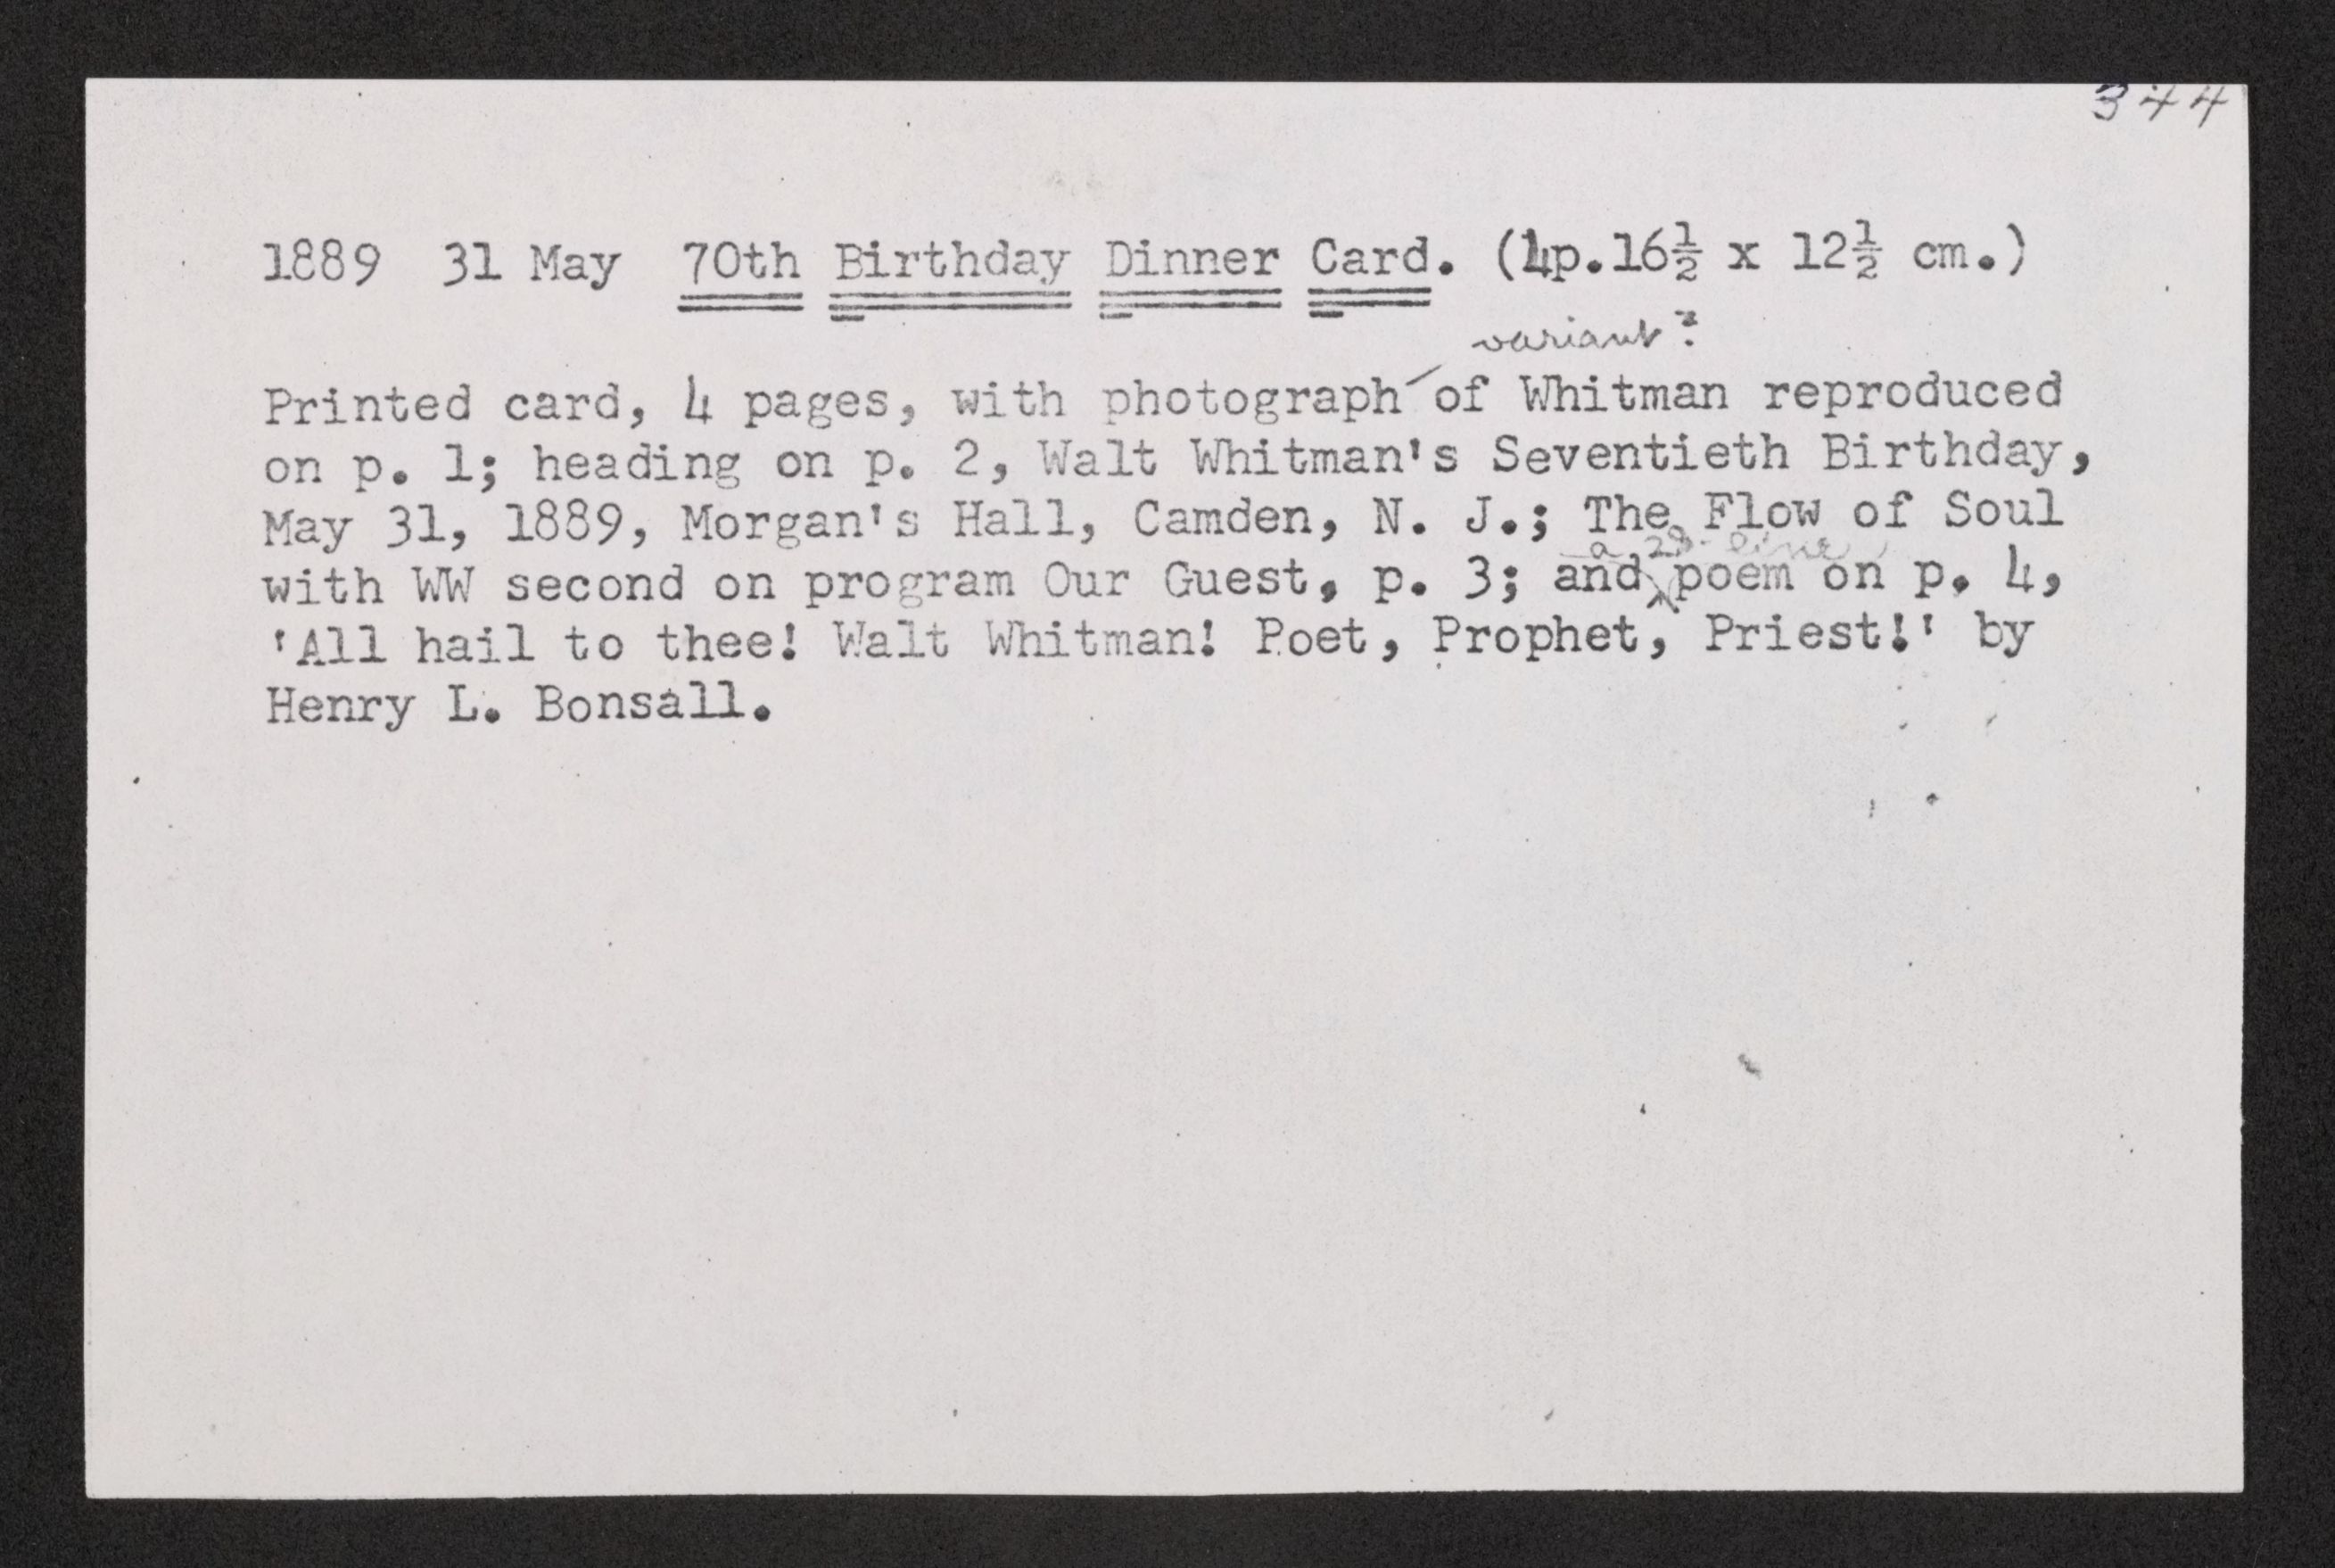 344
1889  31 May  70th Birthday Dinner Card. (4p.16½ x 12½ cm.)
variant?
Printed card, 4 pages, with photograph of Whitman reproduced
on p. 1; heading on p. 2, Walt Whitman's Seventieth Birthday,
May 31, 1889, Morgan's Hall, Camden, N. J.; The Flow of Soul
a 28-line
with WW second on program Our Guest, p. 3; and poem on p. 4,
'All hail to thee! Walt Whitman! Poet, Prophet, Priest!' by
Henry L. Bonsall.